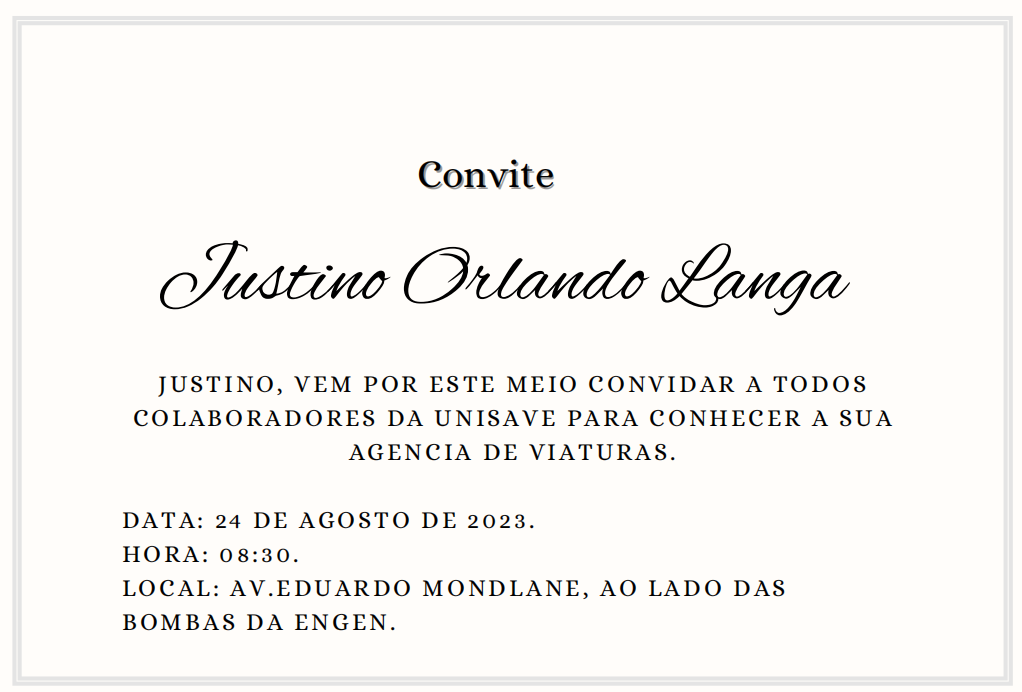 Convite
Justino Orlando Langa
JUSTINO, VEM POR ESTE MEIO CONVIDAR A TODOS
COLABORADORES DA UNISAVE PARA CONHECER A SUA
AGENCIA DE VIATURAS.
DATA: 24 DE AGOSTO DE 2023.
HORA: 08:30.
LOCAL: AV.EDUARDO MONDLANE, AO LADO DAS
BOMBAS DA ENGEN.